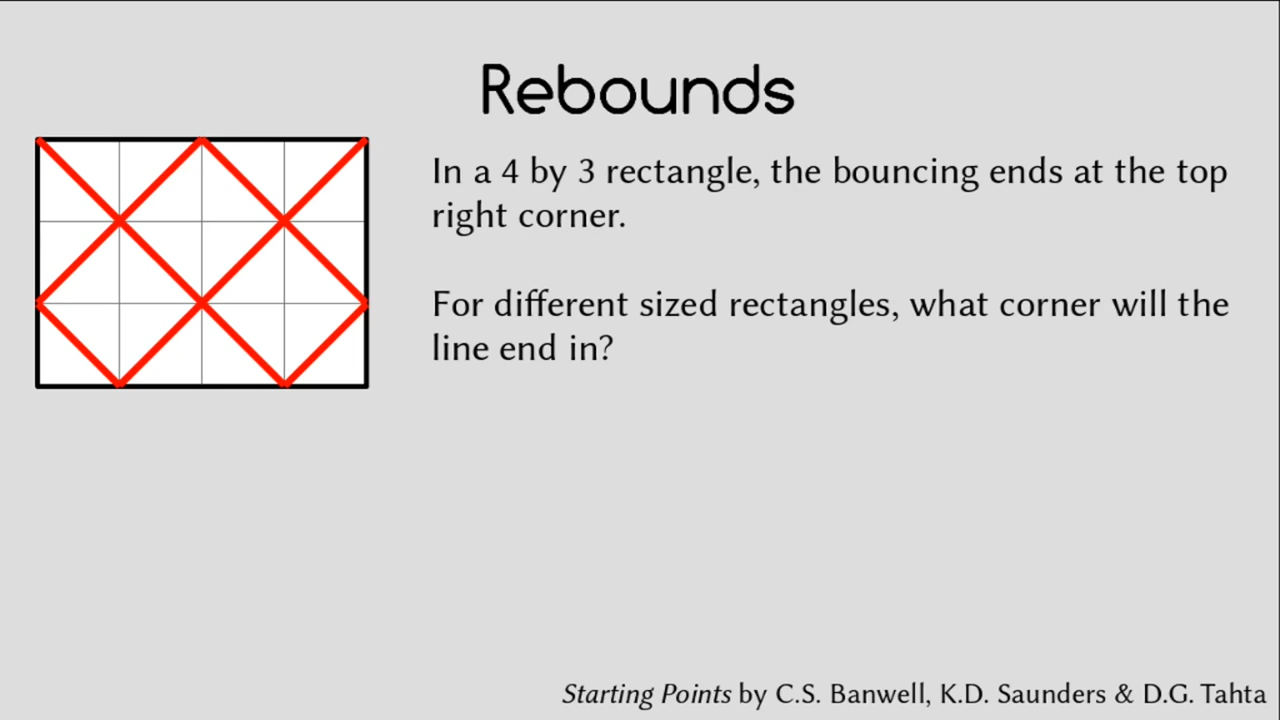 Rebounds
In a 4 by 3 rectangle, the bouncing ends at the top
right corner.
For different sized rectangles, what corner will the
line end in?
Starting Points by C.S. Banwell, K.D. Saunders & D.G. Tahta